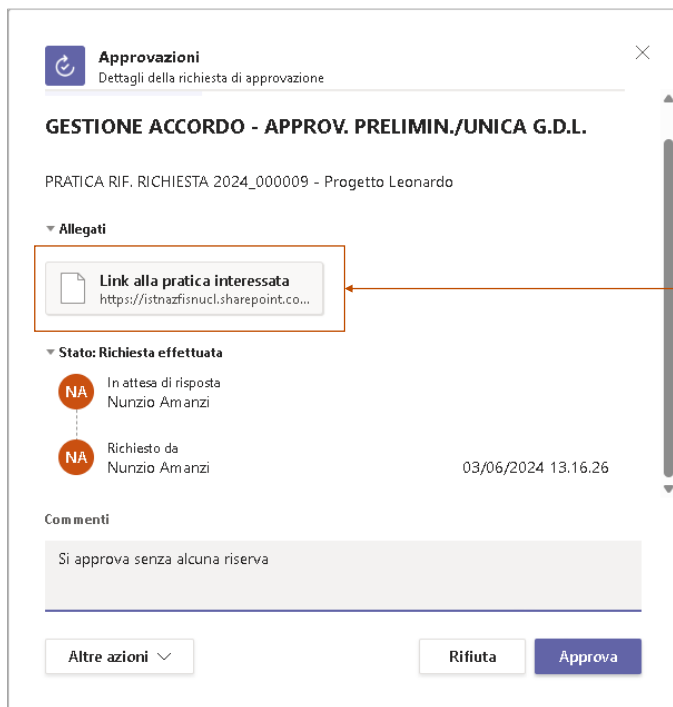 Approvazioni
Dettagli della richiesta di approvazione
GESTIONE ACCORDO - APPROV. PRELIMIN./UNICA G.D.L.
PRATICA RIF. RICHIESTA 2024_000009 - Progetto Leonardo
Allegati
Link alla pratica interessata
https://istnazfisnucl.sharepoint.co...
Stato: Richiesta effettuata
NA
In attesa di risposta
Nunzio Amanzi
NA
Richiesto da
Nunzio Amanzi
03/06/2024 13.16.26
Commenti
Si approva senza alcuna riserva
Altre azioni
Rifiuta
Approva